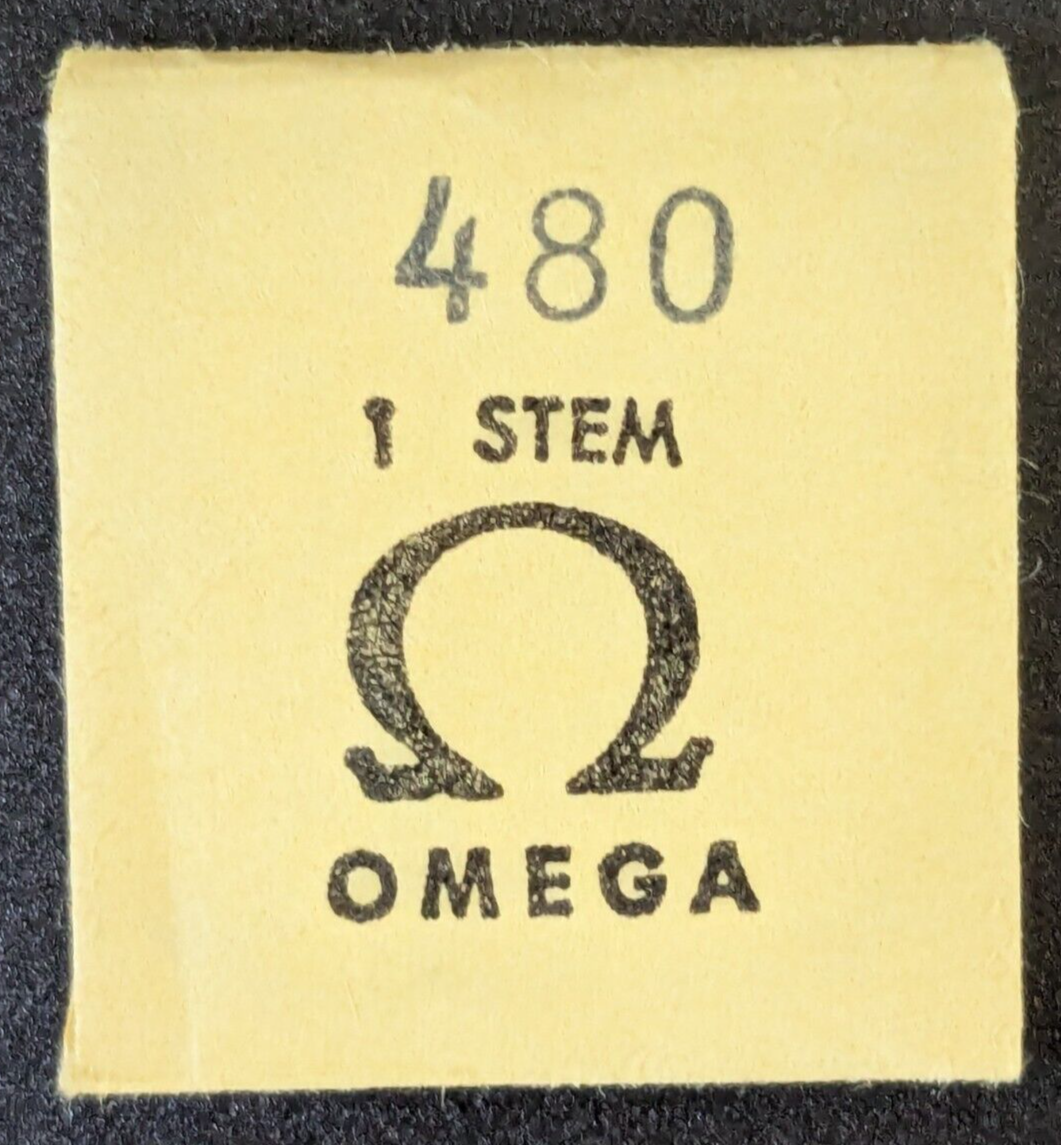 480
1 STEM
Ω
OMEGA